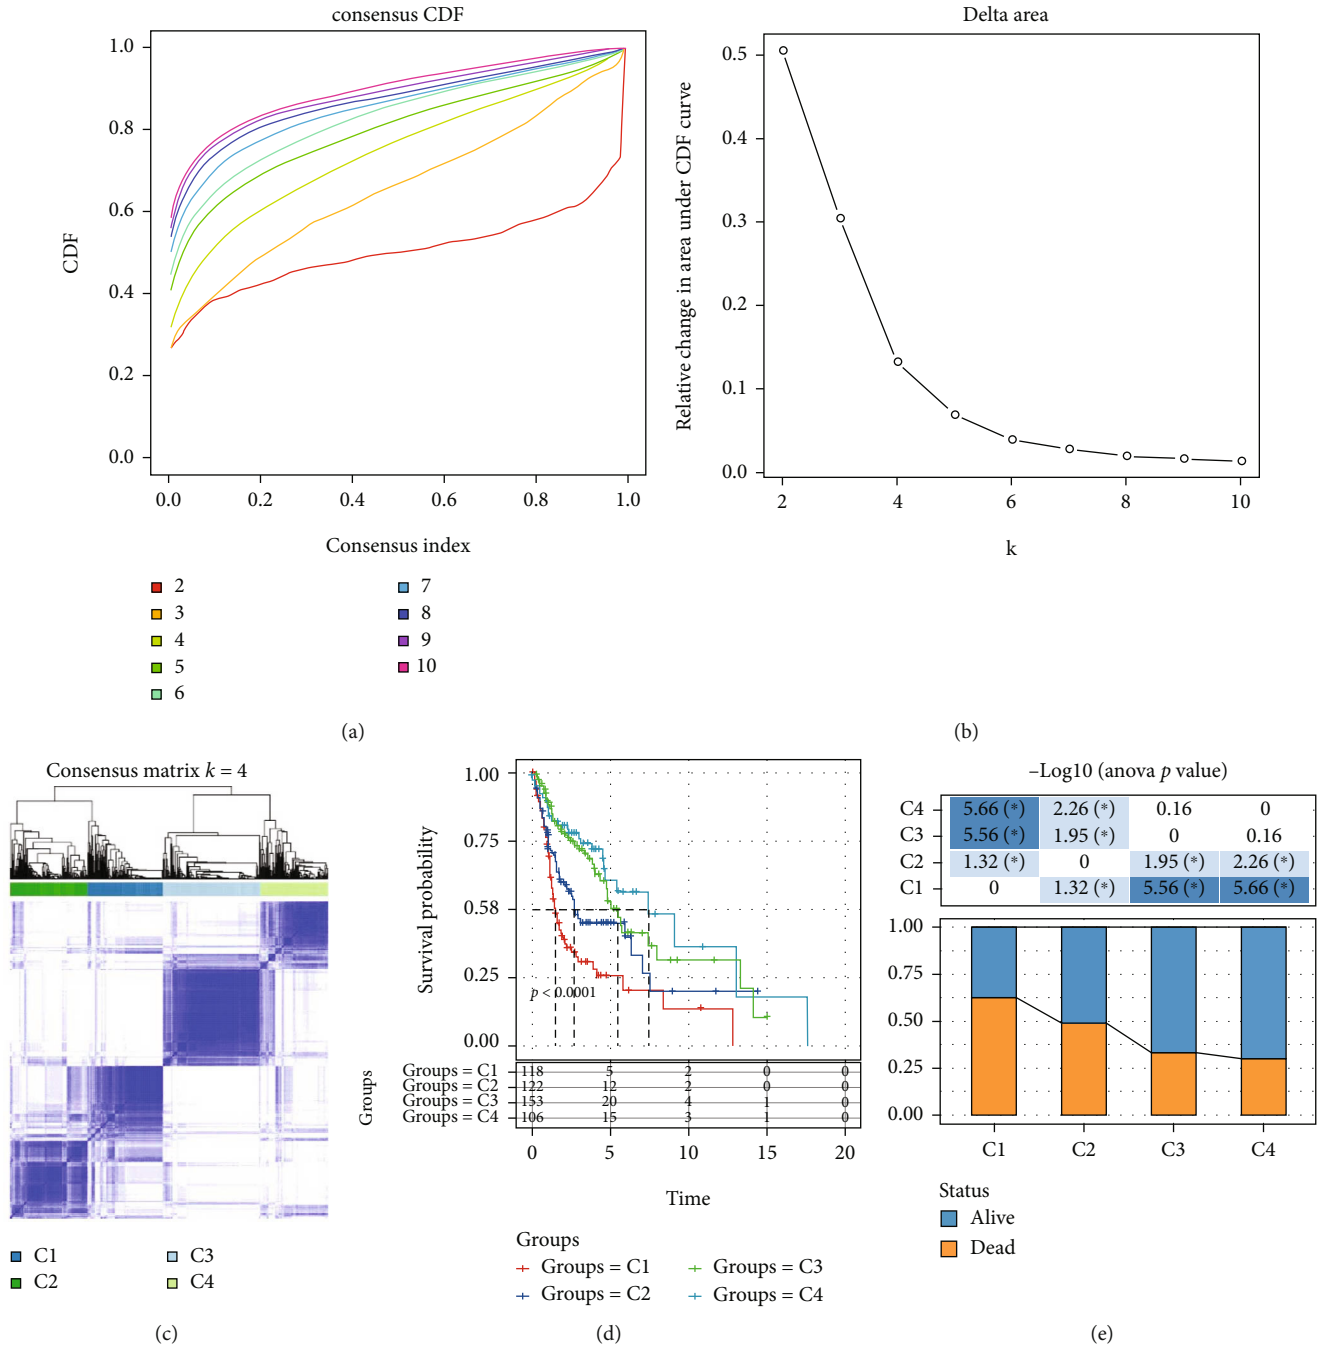 consensus CDF
1.0
0.8
0.6
0.4
0.2
0.0
CDF
0.0 0.2 0.4 0.6 0.8 1.0
Consensus index
2
3
4
5
6
7
8
9
10
(a)
Delta area
0.5
0.4
0.3
0.2
0.1
0.0
Relative change in area under CDF curve
2 4 6 8 10
k
(b)
Consensus matrix k = 4
C1
C2
C3
C4
(c)
1.00
0.75
0.58
0.25
0.00
Survival probability
p < 0.0001
Groups
Groups = C1 118 5 2 0 0
Groups = C2 122 12 2 0 0
Groups = C3 153 20 4 1 0
Groups = C4 106 15 3 1 0
0 5 10 15 20
Time
Groups
Groups = C1
Groups = C2
Groups = C3
Groups = C4
(d)
–Log10 (anova p value)
C4 5.66 (*) 2.26 (*) 0.16 0
C3 5.56 (*) 1.95 (*) 0 0.16
C2 1.32 (*) 0 1.95 (*) 2.26 (*)
C1 0 1.32 (*) 5.56 (*) 5.66 (*)
1.00
0.75
0.50
0.25
0.00
C1 C2 C3 C4
Status
Alive
Dead
(e)